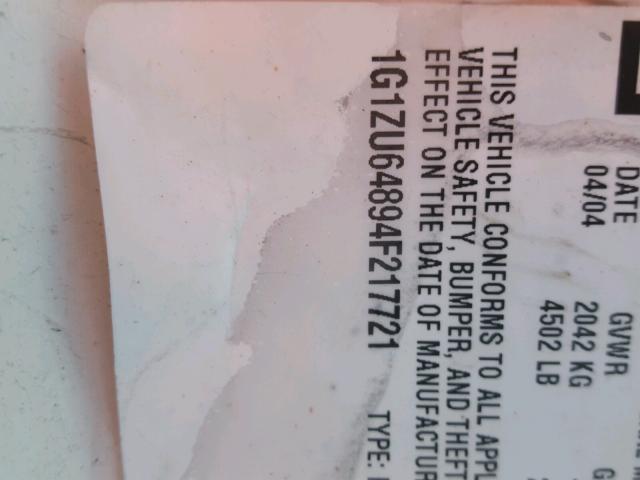 DATE GVWR
04/04 2042 KG G
4502 LB
THIS VEHICLE CONFORMS TO ALL APPL
VEHICLE SAFETY, BUMPER, AND THEFT
EFFECT ON THE DATE OF MANUFACTUR
1G1ZU64894F217721 TYPE: